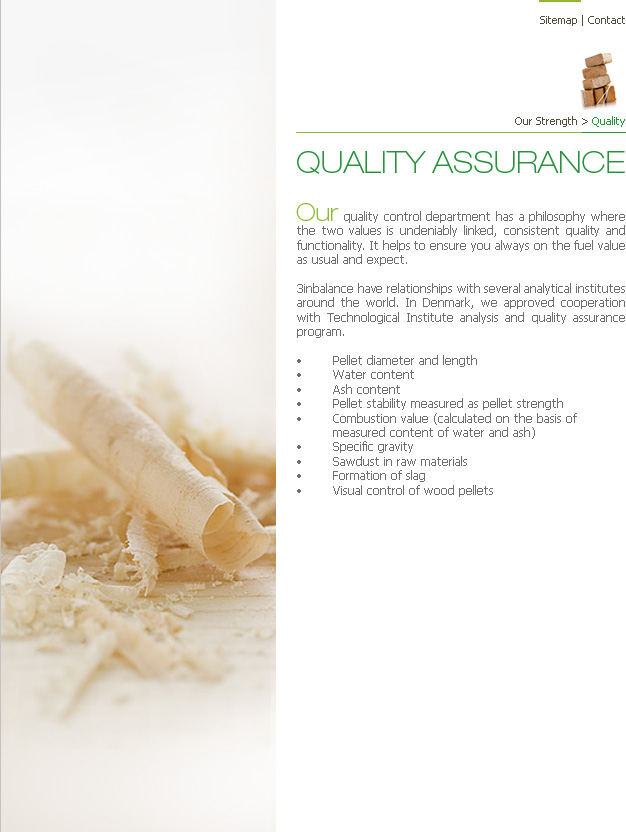 Sitemap | Contact
Our Strength > Quality
QUALITY ASSURANCE
Our quality control department has a philosophy where
the two values is undeniably linked, consistent quality and
functionality. It helps to ensure you always on the fuel value
as usual and expect.
3inbalance have relationships with several analytical institutes
around the world. In Denmark, we approved cooperation
with Technological Institute analysis and quality assurance
program.
• Pellet diameter and length
• Water content
• Ash content
• Pellet stability measured as pellet strength
• Combustion value (calculated on the basis of
measured content of water and ash)
• Specific gravity
• Sawdust in raw materials
• Formation of slag
• Visual control of wood pellets